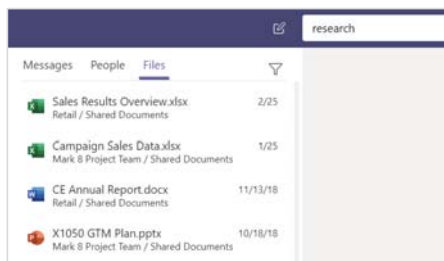 research
Messages People Files
Sales Results Overview.xlsx 2/25
Retail / Shared Documents
Campaign Sales Data.xlsx 1/25
Mark 8 Project Team / Shared Documents
CE Annual Report.docx 11/13/18
Retail / Shared Documents
X1050 GTM Plan.pptx 10/18/18
Mark 8 Project Team / Shared Documents